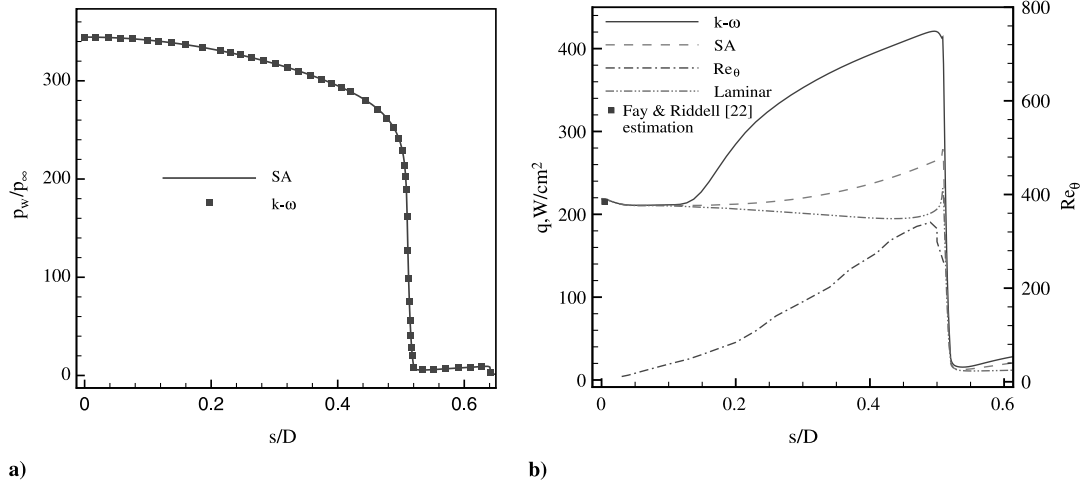 p_w/p_∞
300
200
100
0
0
0.2
0.4
0.6
s/D
SA
k-ω
a)
q,W/cm²
400
300
200
100
0
0
0.2
0.4
0.6
s/D
k-ω
SA
Re_θ
Laminar
Fay & Riddell [22]
estimation
800
600
400
200
0
Re_θ
b)